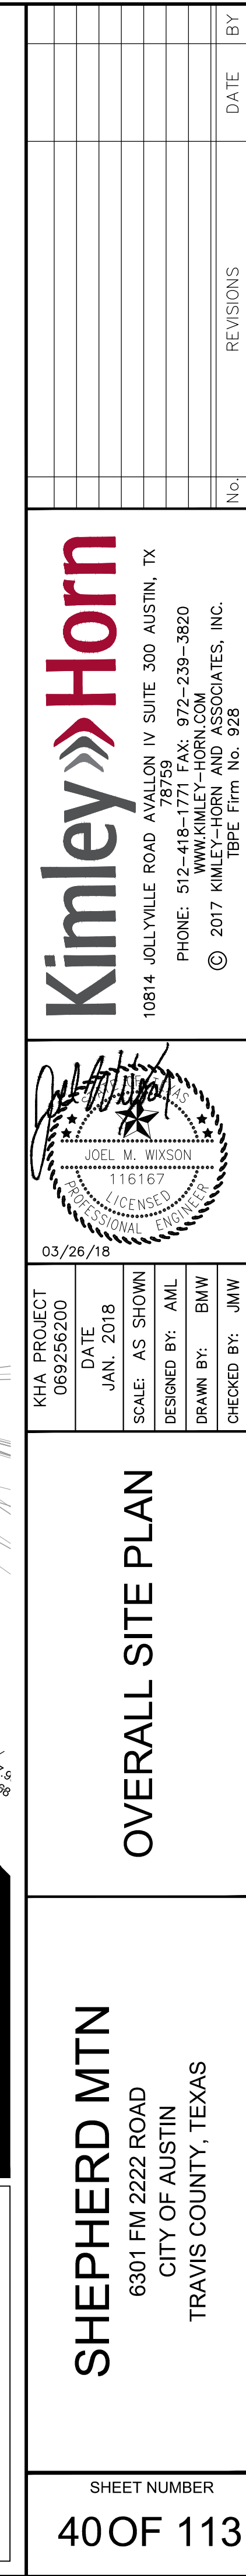 No. REVISIONS DATE BY
Kimley»Horn
10814 JOLLYVILLE ROAD AVALLON IV SUITE 300 AUSTIN, TX
78759
PHONE: 512-418-1771 FAX: 972-239-3820
WWW.KIMLEY-HORN.COM
© 2017 KIMLEY-HORN AND ASSOCIATES, INC.
TBPE Firm No. 928
STATE OF TEXAS
JOEL M. WIXSON
116167
LICENSED
PROFESSIONAL ENGINEER
03/26/18
KHA PROJECT
069256200
DATE
JAN. 2018
SCALE: AS SHOWN
DESIGNED BY: AML
DRAWN BY: BMW
CHECKED BY: JMW
OVERALL SITE PLAN
SHEPHERD MTN
6301 FM 2222 ROAD
CITY OF AUSTIN
TRAVIS COUNTY, TEXAS
SHEET NUMBER
40 OF 113